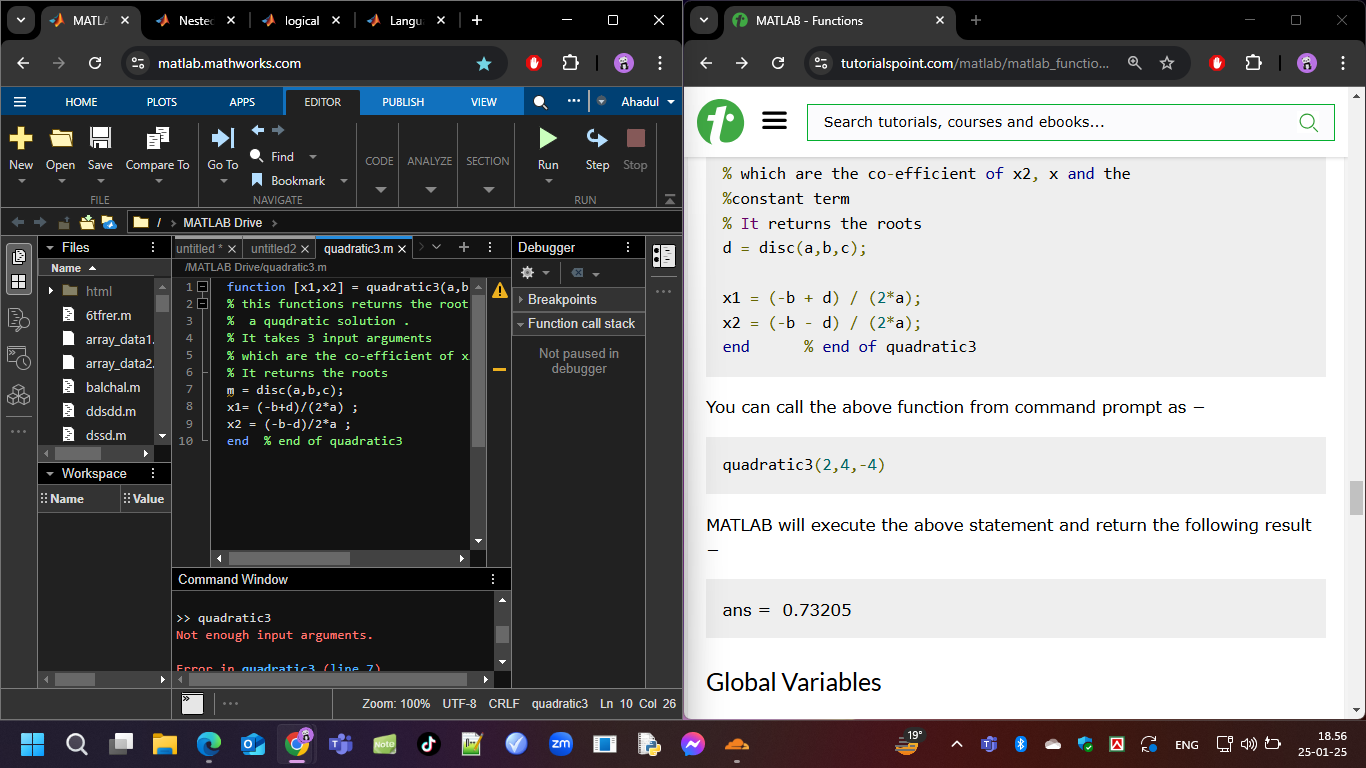 MATLA
Nested
logical
Langu
matlab.mathworks.com
HOME
PLOTS
APPS
EDITOR
PUBLISH
VIEW
Ahadul
New
Open
Save
Compare To
Go To
Find
Bookmark
CODE
ANALYZE
SECTION
Run
Step
Stop
FILE
NAVIGATE
RUN
/ › MATLAB Drive ›
Files
Name
html
6tfrer.m
array_data1.
array_data2.
balchal.m
ddsdd.m
dssd.m
Workspace
Name
Value
untitled *
untitled2
quadratic3.m
/MATLAB Drive/quadratic3.m
1 function [x1,x2] = quadratic3(a,b
2 % this functions returns the root
3 %  a quqdratic solution .
4 % It takes 3 input arguments
5 % which are the co-efficient of x
6 % It returns the roots
7 m = disc(a,b,c);
8 x1= (-b+d)/(2*a) ;
9 x2 = (-b-d)/2*a ;
10 end  % end of quadratic3
Debugger
Breakpoints
Function call stack
Not paused in
debugger
Command Window
>> quadratic3
Not enough input arguments.
Error in quadratic3 (line 7)
Zoom: 100%
UTF-8
CRLF
quadratic3
Ln 10 Col 26
MATLAB - Functions
tutorialspoint.com/matlab/matlab_functio...
Search tutorials, courses and ebooks...
% which are the co-efficient of x2, x and the
%constant term
% It returns the roots
d = disc(a,b,c);
x1 = (-b + d) / (2*a);
x2 = (-b - d) / (2*a);
end      % end of quadratic3
You can call the above function from command prompt as −
quadratic3(2,4,-4)
MATLAB will execute the above statement and return the following result
−
ans =  0.73205
Global Variables
Note
zm
19°
ENG
18.56
25-01-25